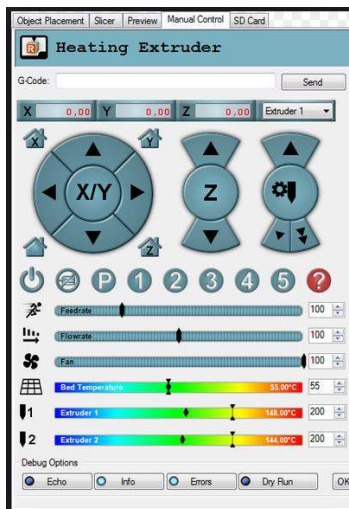 Object Placement Slicer Preview Manual Control SD Card
Heating Extruder
G-Code: Send
X 0,00 Y 0,00 Z 0,00 Extruder 1
X Y
X/Y Z
Z
P 1 2 3 4 5 ?
Feedrate 100
Flowrate 100
Fan 100
Bed Temperature 55.00°C 55
1 Extruder 1 148.00°C 200
2 Extruder 2 144.00°C 200
Debug Options
Echo Info Errors Dry Run OK